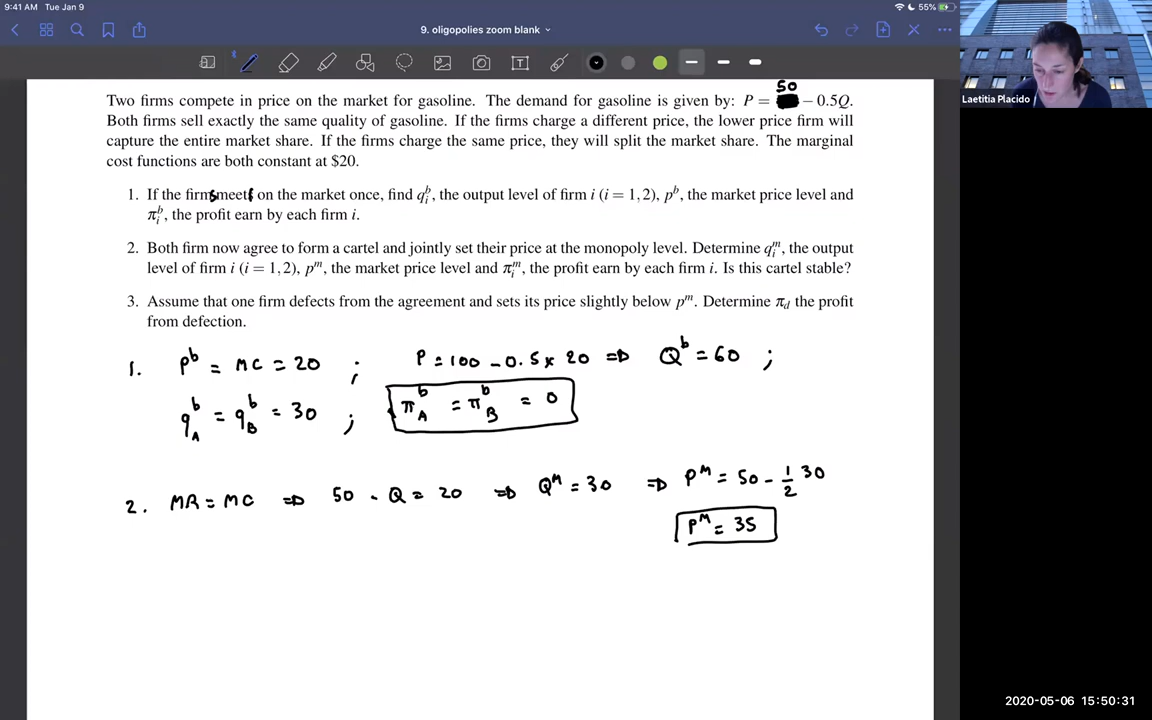 9:41 AM Tue Jan 9
55%
9. oligopolies zoom blank
Laetitia Placido
Two firms compete in price on the market for gasoline. The demand for gasoline is given by: P = 50 − 0.5Q.
Both firms sell exactly the same quality of gasoline. If the firms charge a different price, the lower price firm will
capture the entire market share. If the firms charge the same price, they will split the market share. The marginal
cost functions are both constant at $20.
1. If the firms meet on the market once, find q_i^b, the output level of firm i (i = 1,2), p^b, the market price level and
π_i^b, the profit earn by each firm i.
2. Both firm now agree to form a cartel and jointly set their price at the monopoly level. Determine q_i^m, the output
level of firm i (i = 1,2), p^m, the market price level and π_i^m, the profit earn by each firm i. Is this cartel stable?
3. Assume that one firm defects from the agreement and sets its price slightly below p^m. Determine π_d the profit
from defection.
1. P^b = MC = 20 ; P = 100 − 0.5 × 20 ⇒ Q^b = 60 ;
q_A^b = q_B^b = 30 ; π_A^b = π_B^b = 0
2. MR = MC ⇒ 50 - Q = 20 ⇒ Q^M = 30 ⇒ P^M = 50 − 1/2 30
P^M = 35
2020-05-06 15:50:31